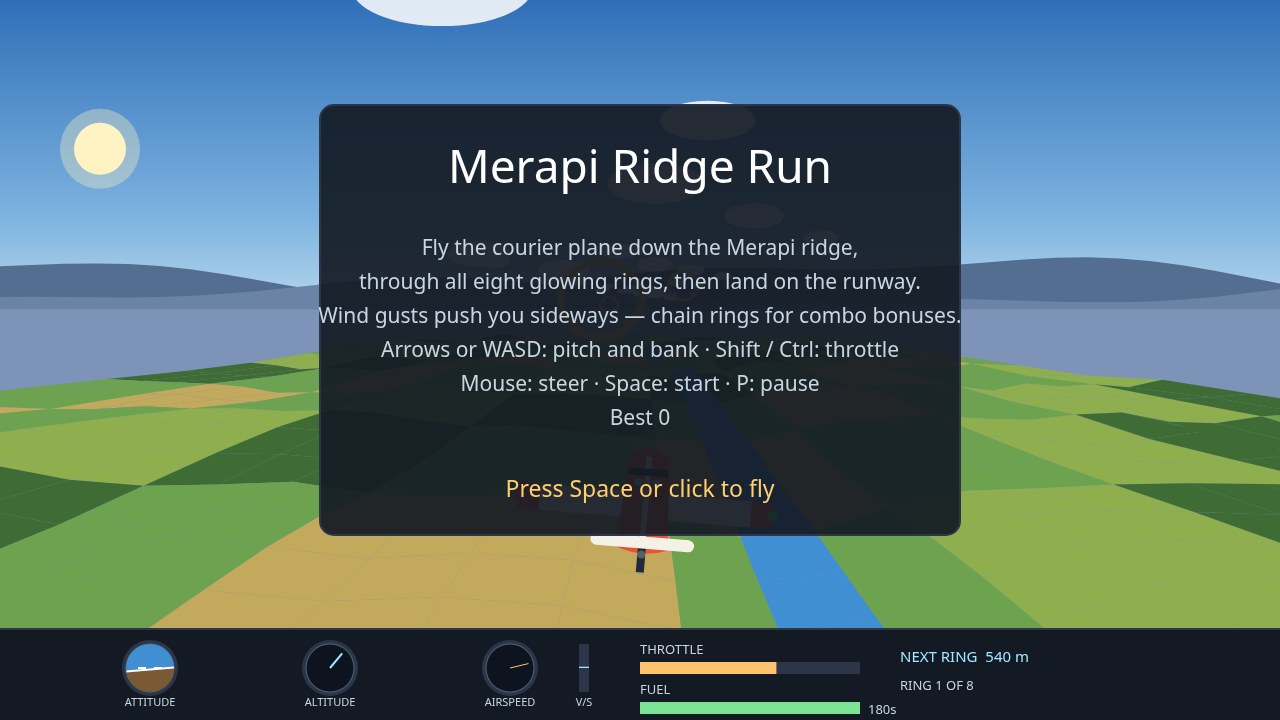 Merapi Ridge Run
Fly the courier plane down the Merapi ridge,
through all eight glowing rings, then land on the runway.
Wind gusts push you sideways — chain rings for combo bonuses.
Arrows or WASD: pitch and bank · Shift / Ctrl: throttle
Mouse: steer · Space: start · P: pause
Best 0
Press Space or click to fly
ATTITUDE
ALTITUDE
AIRSPEED
V/S
THROTTLE
FUEL
180s
NEXT RING 540 m
RING 1 OF 8